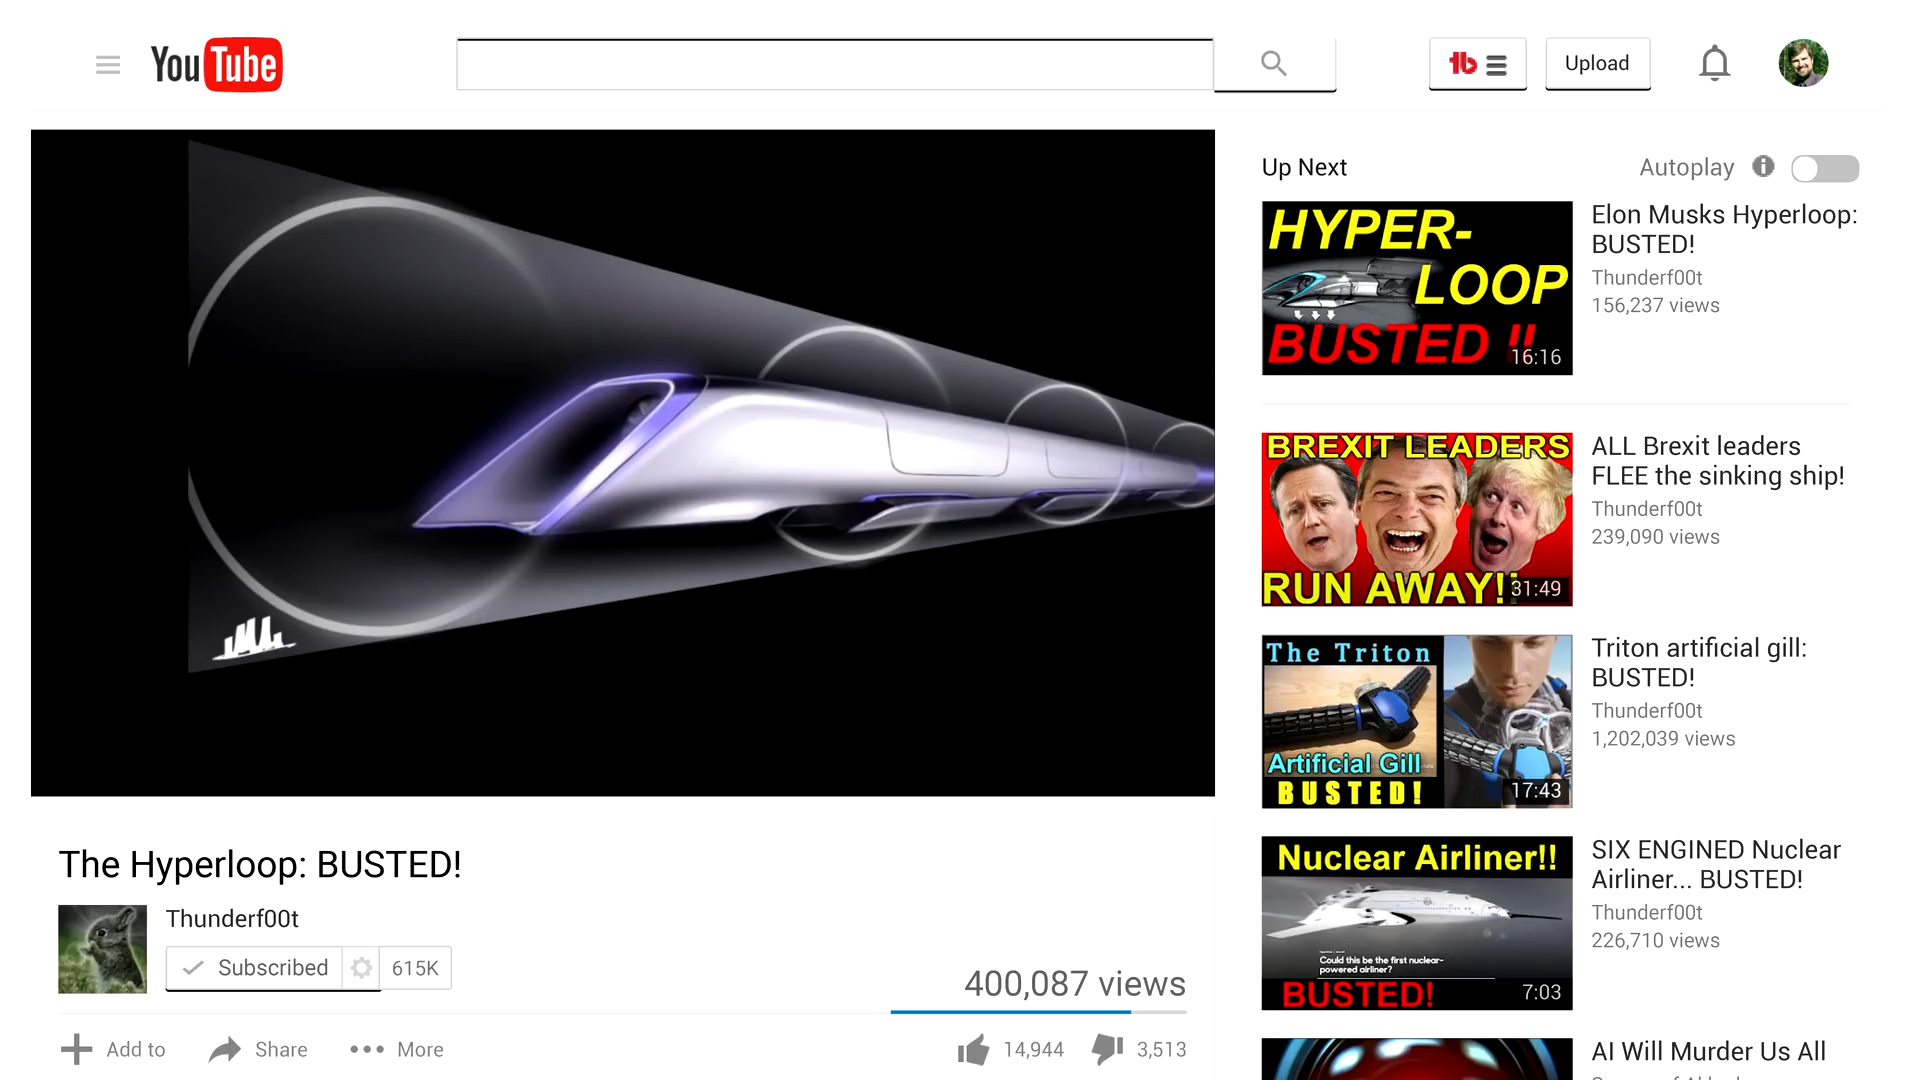 YouTube
Upload
Up Next
Autoplay
HYPER-
LOOP
BUSTED !!
16:16
Elon Musks Hyperloop:
BUSTED!
Thunderf00t
156,237 views
BREXIT LEADERS
RUN AWAY!!
31:49
ALL Brexit leaders
FLEE the sinking ship!
Thunderf00t
239,090 views
The Triton
Artificial Gill
BUSTED!
17:43
Triton artificial gill:
BUSTED!
Thunderf00t
1,202,039 views
Nuclear Airliner!!
Could this be the first nuclear-
powered airliner?
BUSTED!
7:03
SIX ENGINED Nuclear
Airliner... BUSTED!
Thunderf00t
226,710 views
AI Will Murder Us All
The Hyperloop: BUSTED!
Thunderf00t
Subscribed 615K
400,087 views
Add to Share More
14,944 3,513